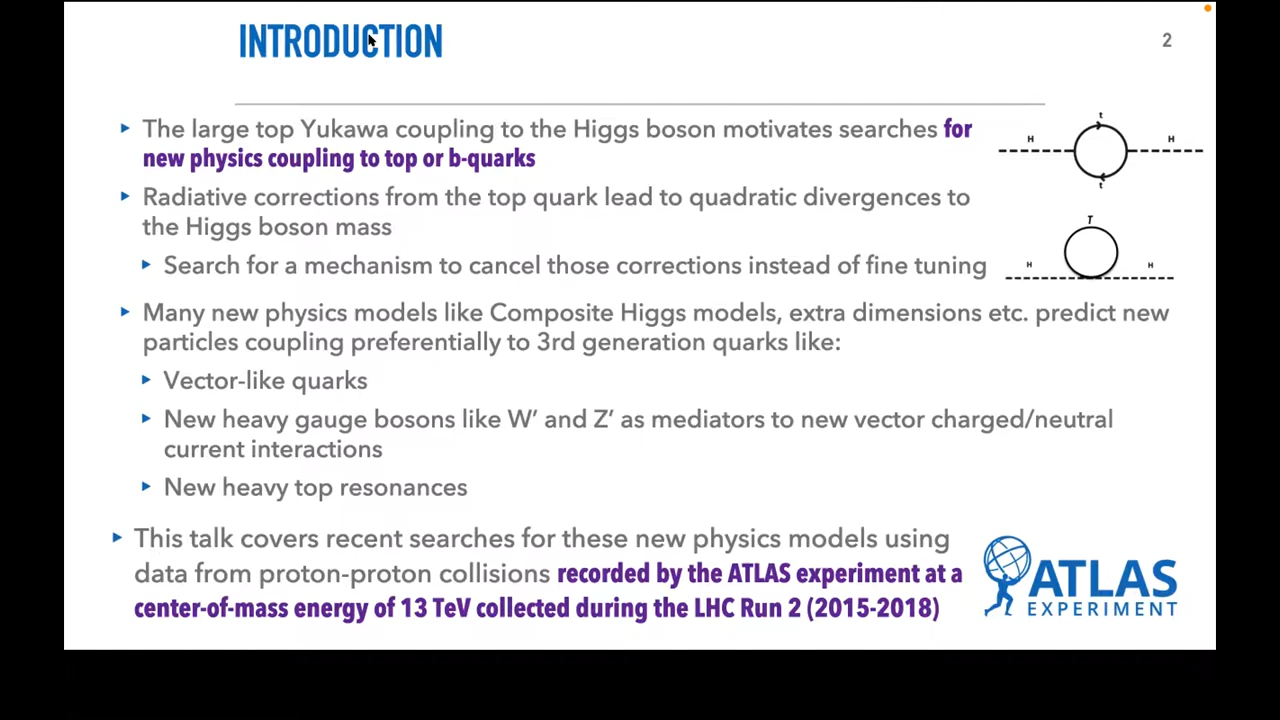 INTRODUCTION
2
▸ The large top Yukawa coupling to the Higgs boson motivates searches for
new physics coupling to top or b-quarks
▸ Radiative corrections from the top quark lead to quadratic divergences to
the Higgs boson mass
▸ Search for a mechanism to cancel those corrections instead of fine tuning
▸ Many new physics models like Composite Higgs models, extra dimensions etc. predict new
particles coupling preferentially to 3rd generation quarks like:
▸ Vector-like quarks
▸ New heavy gauge bosons like W’ and Z’ as mediators to new vector charged/neutral
current interactions
▸ New heavy top resonances
▸ This talk covers recent searches for these new physics models using
data from proton-proton collisions recorded by the ATLAS experiment at a
center-of-mass energy of 13 TeV collected during the LHC Run 2 (2015-2018)
t
H H
t
T
H H
ATLAS
EXPERIMENT